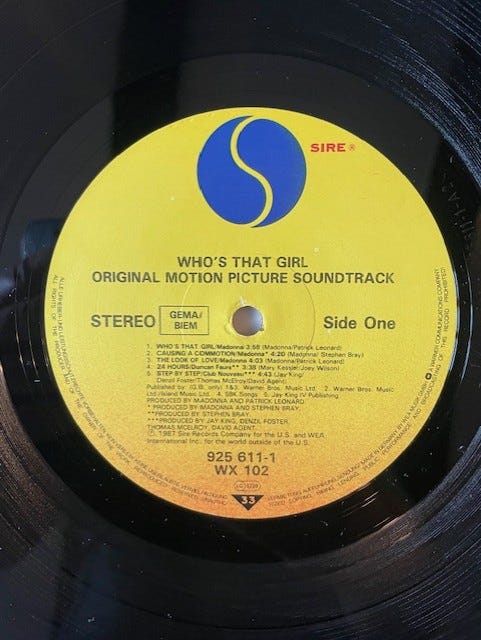 SIRE ®
WHO'S THAT GIRL
ORIGINAL MOTION PICTURE SOUNDTRACK
STEREO GEMA/ BIEM Side One
1. WHO'S THAT GIRL/Madonna 3:58 (Madonna/Patrick Leonard)
2. CAUSING A COMMOTION/Madonna* 4:20 (Madonna/ Stephen Bray)
3. THE LOOK OF LOVE/Madonna 4:03 (Madonna/Patrick Leonard)
4. 24 HOURS/Duncan Faure** 3:38 (Mary Kessler/Joey Wilson)
5. STEP BY STEP/Club Nouveau*** 4:43 (Jay King/
Denzil Foster/Thomas McElroy/David Agent)
Published by: (G.B. only) 1&3. Warner Bros. Music Ltd. / 2. Warner Bros. Music
Ltd./Island Music Ltd. / 4. SBK Songs / 5. Jay King IV Publishing
PRODUCED BY MADONNA AND PATRICK LEONARD
* PRODUCED BY MADONNA AND STEPHEN BRAY.
** PRODUCED BY STEPHEN BRAY.
*** PRODUCED BY JAY KING, DENZIL FOSTER,
THOMAS MCELROY, DAVID AGENT.
℗ 1987 Sire Records Company for the U.S. and WEA
International Inc. for the world outside of the U.S.
925 611-1
WX 102
33